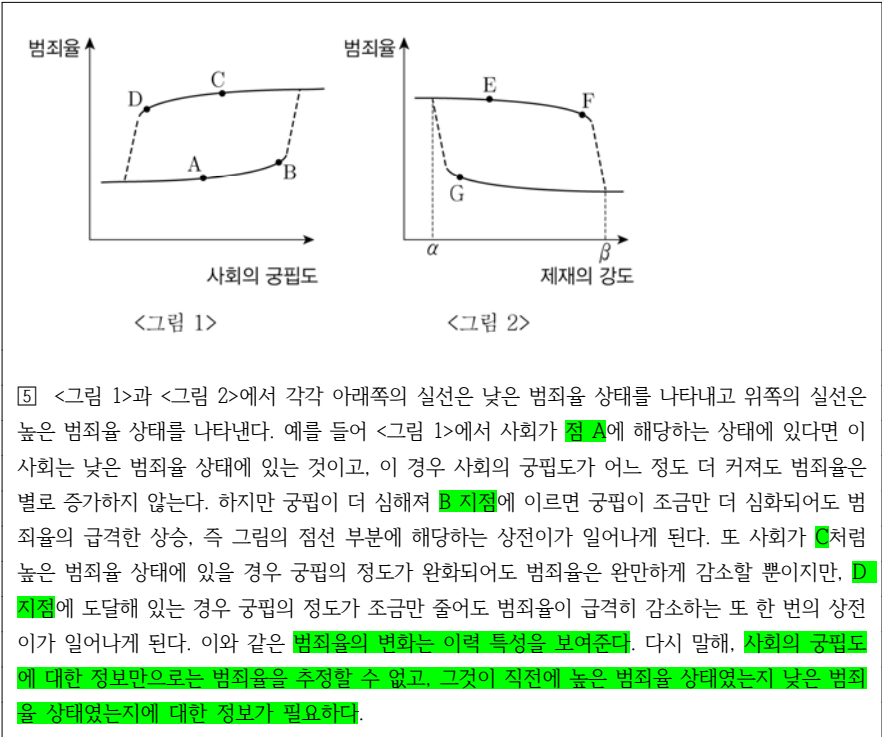 범죄율
범죄율
D
C
A
B
E
F
G
α
β
사회의 궁핍도
제재의 강도
<그림 1>
<그림 2>
5 <그림 1>과 <그림 2>에서 각각 아래쪽의 실선은 낮은 범죄율 상태를 나타내고 위쪽의 실선은
높은 범죄율 상태를 나타낸다. 예를 들어 <그림 1>에서 사회가 점 A에 해당하는 상태에 있다면 이
사회는 낮은 범죄율 상태에 있는 것이고, 이 경우 사회의 궁핍도가 어느 정도 더 커져도 범죄율은
별로 증가하지 않는다. 하지만 궁핍이 더 심해져 B 지점에 이르면 궁핍이 조금만 더 심화되어도 범
죄율의 급격한 상승, 즉 그림의 점선 부분에 해당하는 상전이가 일어나게 된다. 또 사회가 C처럼
높은 범죄율 상태에 있을 경우 궁핍의 정도가 완화되어도 범죄율은 완만하게 감소할 뿐이지만, D
지점에 도달해 있는 경우 궁핍의 정도가 조금만 줄어도 범죄율이 급격히 감소하는 또 한 번의 상전
이가 일어나게 된다. 이와 같은 범죄율의 변화는 이력 특성을 보여준다. 다시 말해, 사회의 궁핍도
에 대한 정보만으로는 범죄율을 추정할 수 없고, 그것이 직전에 높은 범죄율 상태였는지 낮은 범죄
율 상태였는지에 대한 정보가 필요하다.